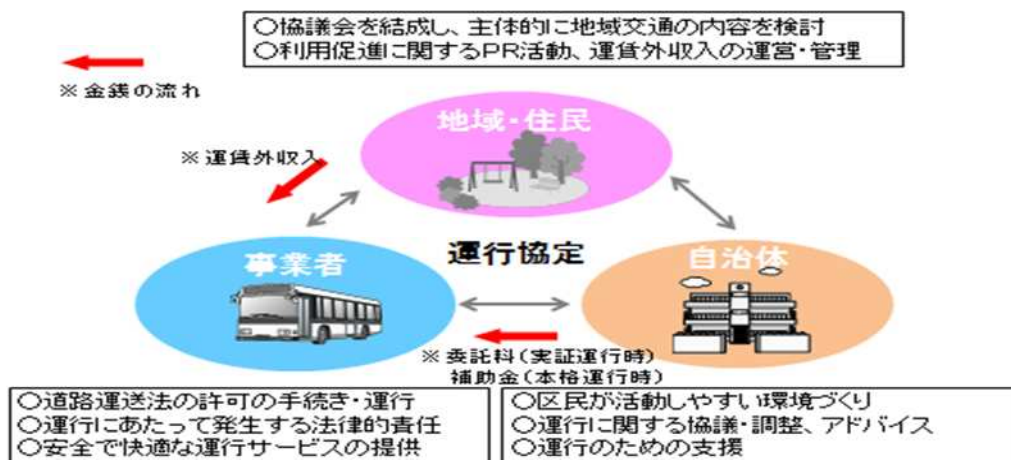 ○協議会を結成し、主体的に地域交通の内容を検討
○利用促進に関するPR活動、運賃外収入の運営・管理
※金銭の流れ
地域・住民
※運賃外収入
事業者
運行協定
自治体
※委託料(実証運行時)
補助金(本格運行時)
○道路運送法の許可の手続き・運行
○運行にあたって発生する法律的責任
○安全で快適な運行サービスの提供
○区民が活動しやすい環境づくり
○運行に関する協議・調整、アドバイス
○運行のための支援